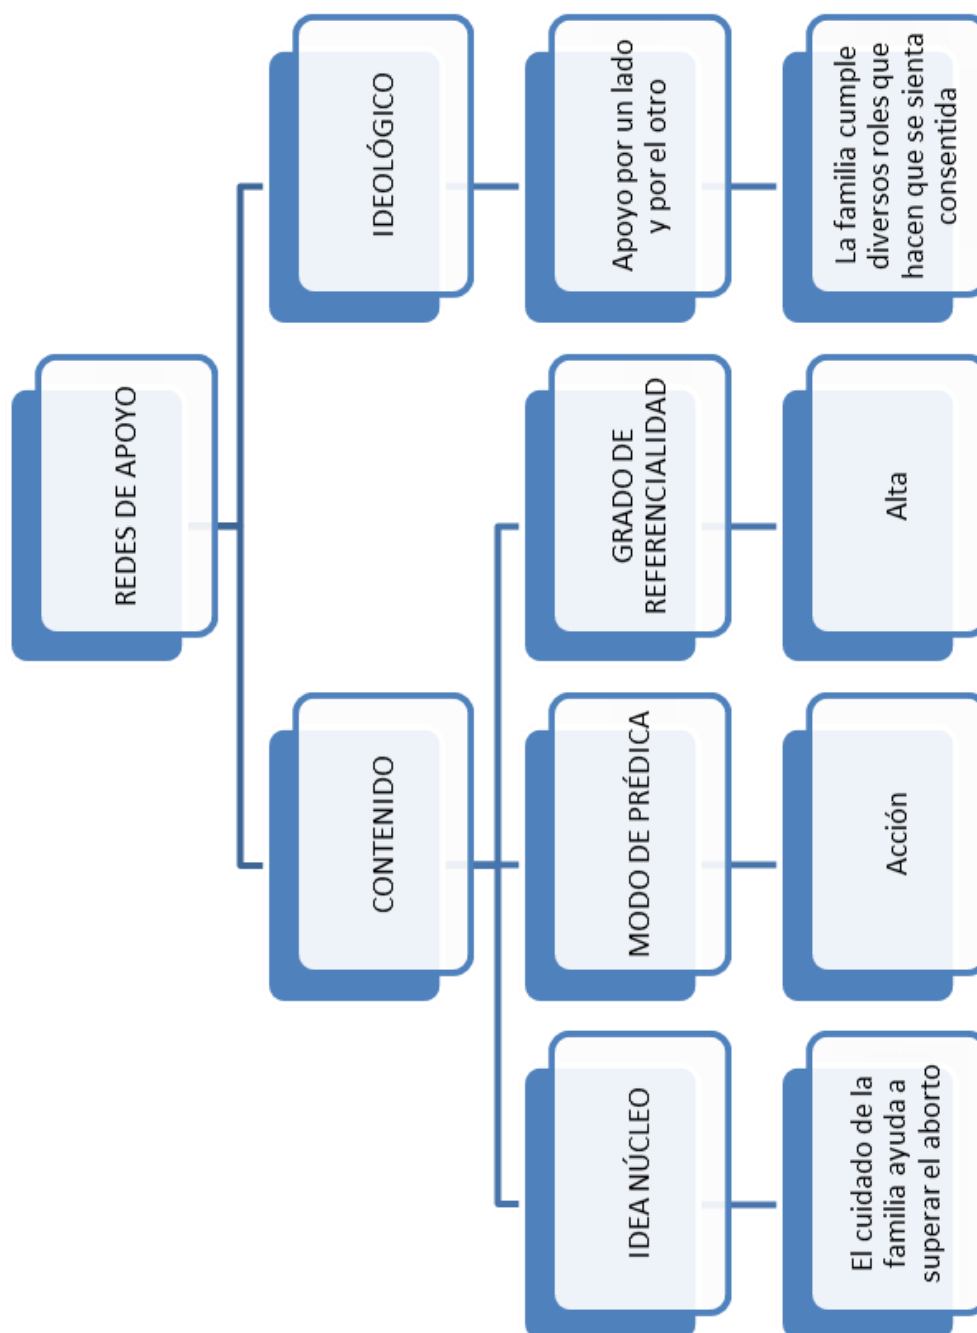 REDES DE APOYO
CONTENIDO
IDEOLÓGICO
IDEA NÚCLEO
MODO DE PRÉDICA
GRADO DE
REFERENCIALIDAD
Apoyo por un lado
y por el otro
El cuidado de la
familia ayuda a
superar el aborto
Acción
Alta
La familia cumple
diversos roles que
hacen que se sienta
consentida